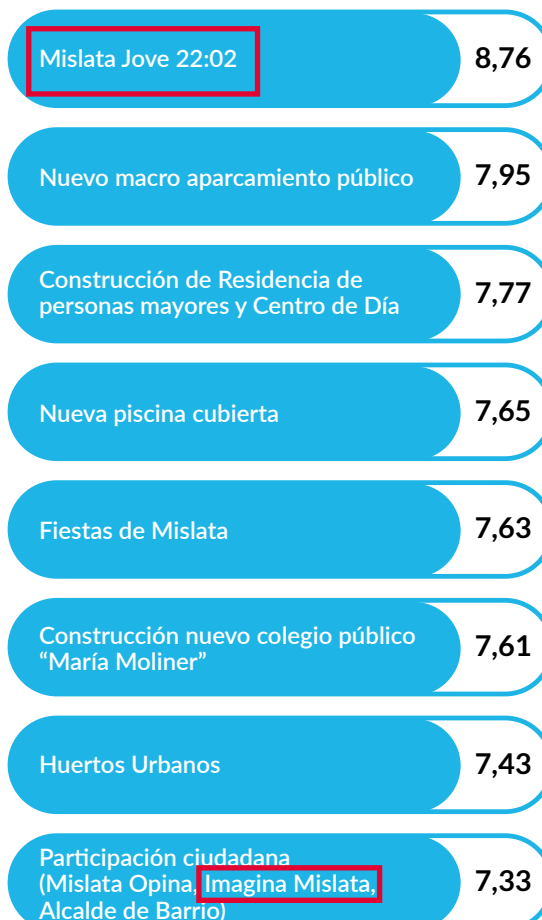 Mislata Jove 22:02
8,76
Nuevo macro aparcamiento público
7,95
Construcción de Residencia de
personas mayores y Centro de Día
7,77
Nueva piscina cubierta
7,65
Fiestas de Mislata
7,63
Construcción nuevo colegio público
“María Moliner”
7,61
Huertos Urbanos
7,43
Participación ciudadana
(Mislata Opina, Imagina Mislata,
Alcalde de Barrio)
7,33